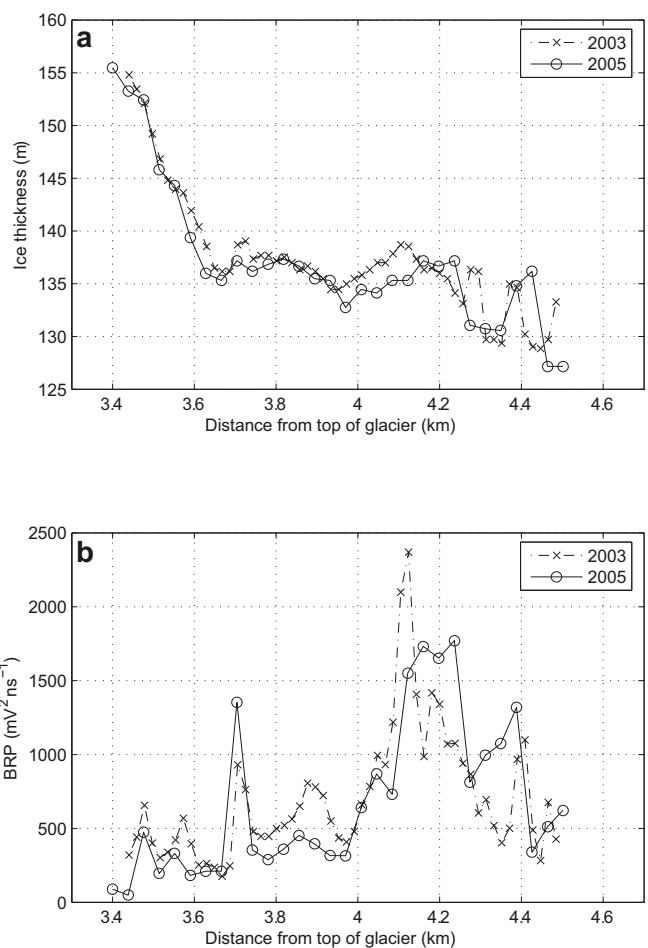 160
155
150
145
140
135
130
125
Ice thickness (m)
a
2003
2005
3.4 3.6 3.8 4 4.2 4.4 4.6
Distance from top of glacier (km)
2500
2000
1500
1000
500
0
BRP (mV² ns⁻¹)
b
2003
2005
3.4 3.6 3.8 4 4.2 4.4 4.6
Distance from top of glacier (km)